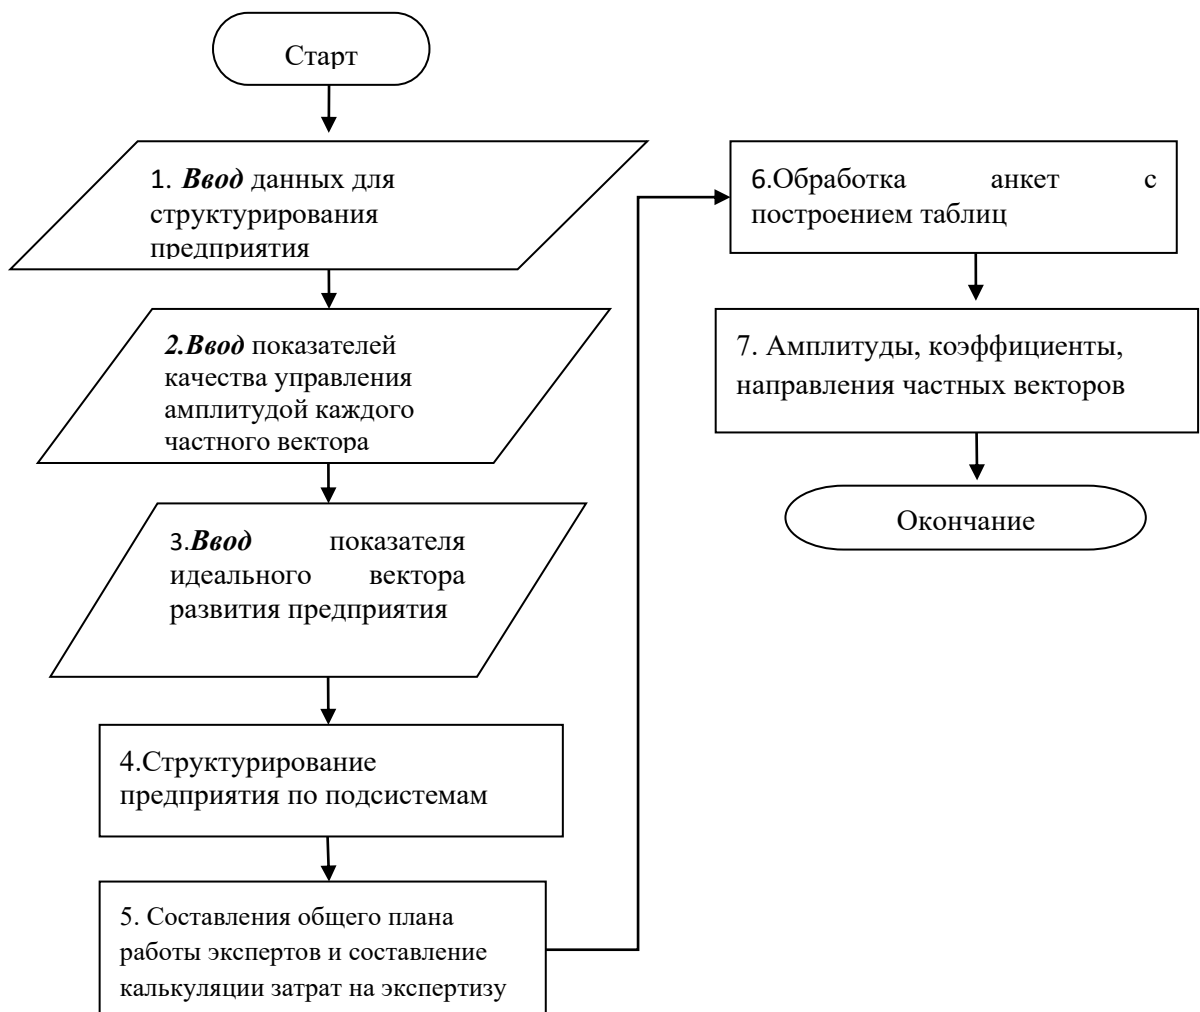 Старт
1. Ввод данных для
структурирования
предприятия
2.Ввод показателей
качества управления
амплитудой каждого
частного вектора
3.Ввод показателя
идеального вектора
развития предприятия
4.Структурирование
предприятия по подсистемам
5. Составления общего плана
работы экспертов и составление
калькуляции затрат на экспертизу
6.Обработка анкет с
построением таблиц
7. Амплитуды, коэффициенты,
направления частных векторов
Окончание